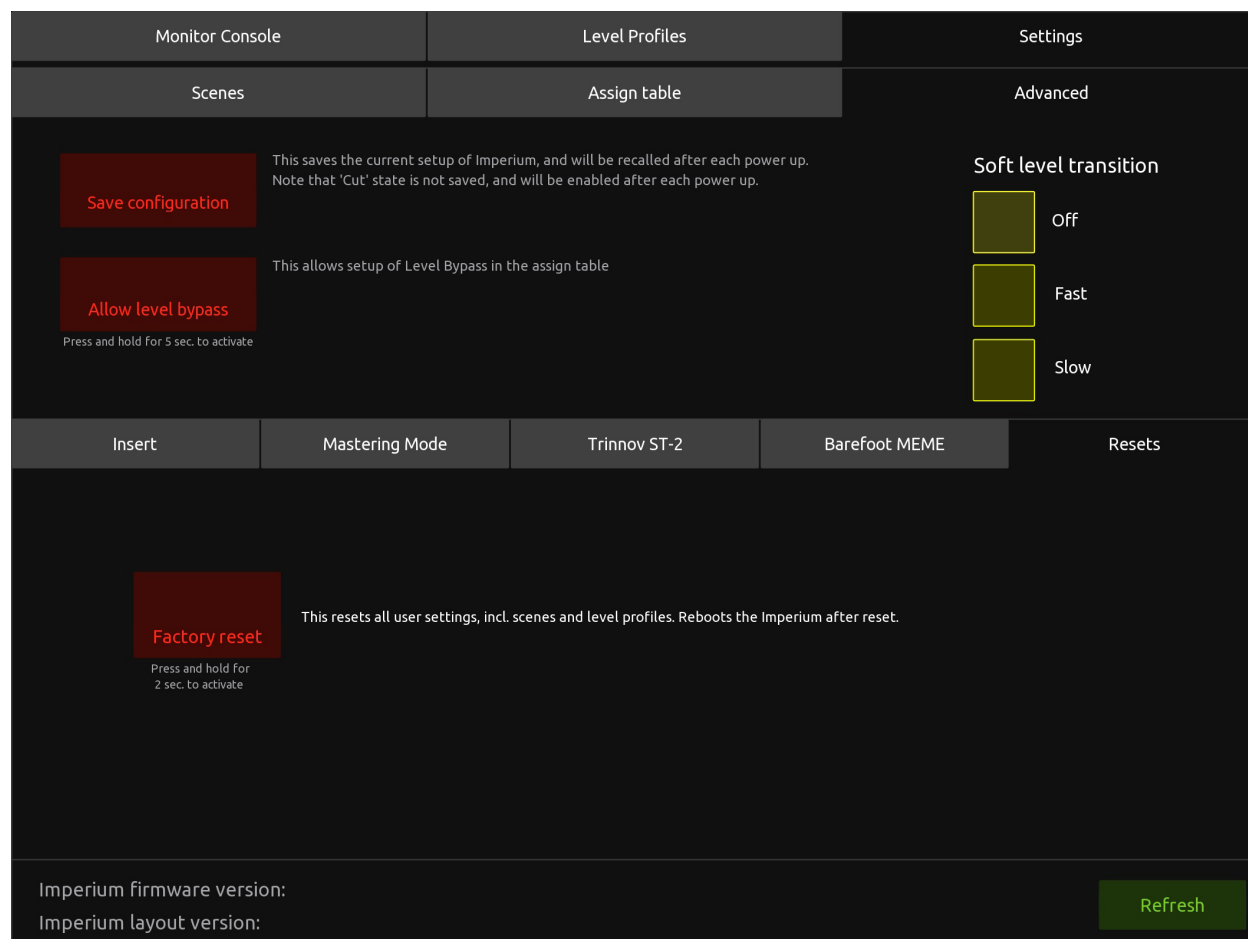 Monitor Console
Level Profiles
Settings
Scenes
Assign table
Advanced
Save configuration
This saves the current setup of Imperium, and will be recalled after each power up.
Note that 'Cut' state is not saved, and will be enabled after each power up.
Allow level bypass
Press and hold for 5 sec. to activate
This allows setup of Level Bypass in the assign table
Soft level transition
Off
Fast
Slow
Insert
Mastering Mode
Trinnov ST-2
Barefoot MEME
Resets
Factory reset
Press and hold for
2 sec. to activate
This resets all user settings, incl. scenes and level profiles. Reboots the Imperium after reset.
Imperium firmware version:
Imperium layout version:
Refresh